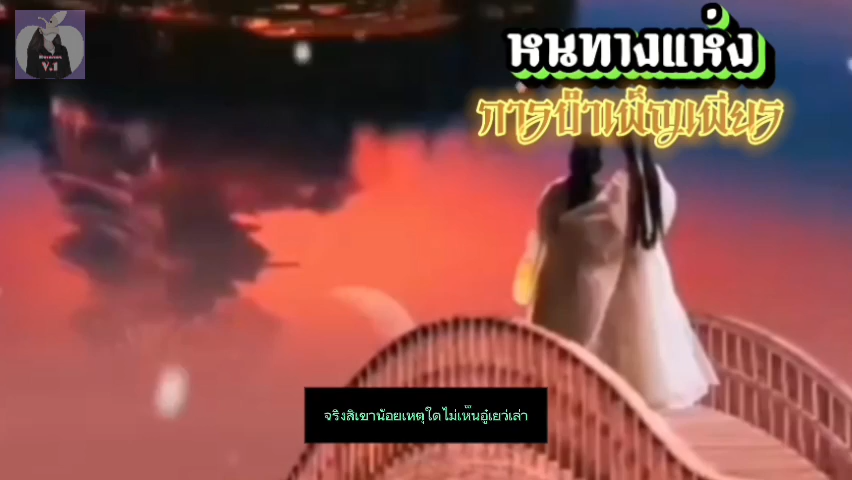 หนทางแห่ง
การบำเพ็ญเพียร
V.1
จริงสิเขาน้อยเหตุใดไม่เห็นอู๋เยว่เล่า